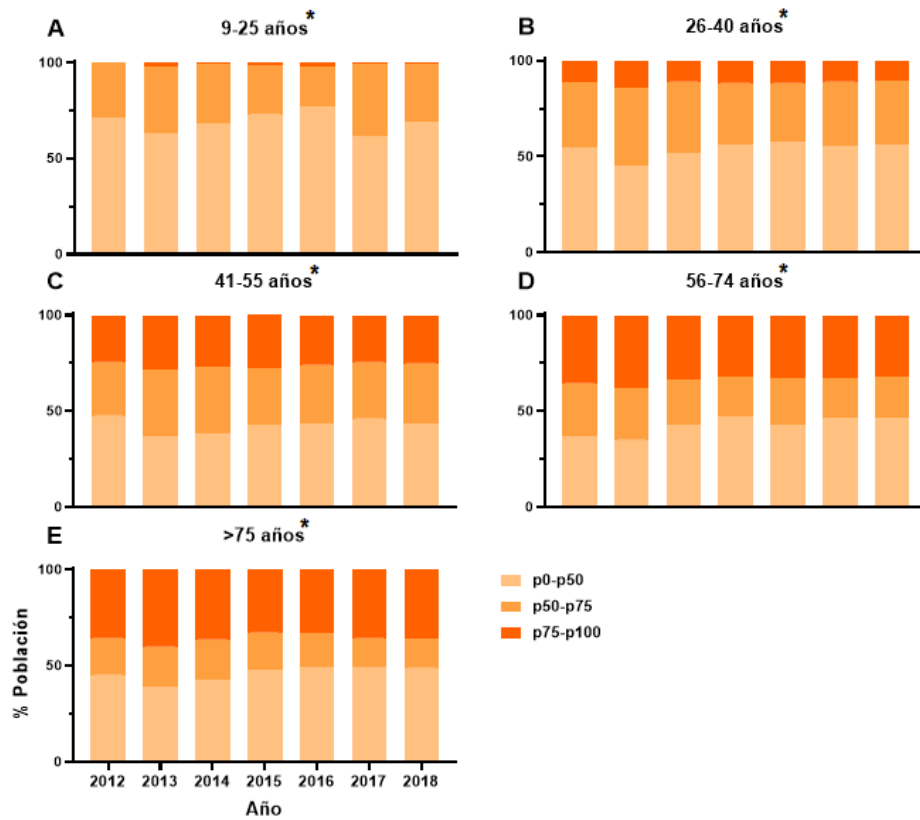 A
9-25 años*
100
50
0
B
26-40 años*
100
50
0
C
41-55 años*
100
50
0
D
56-74 años*
100
50
0
E
>75 años*
100
50
0
% Población
2012 2013 2014 2015 2016 2017 2018
Año
p0-p50
p50-p75
p75-p100